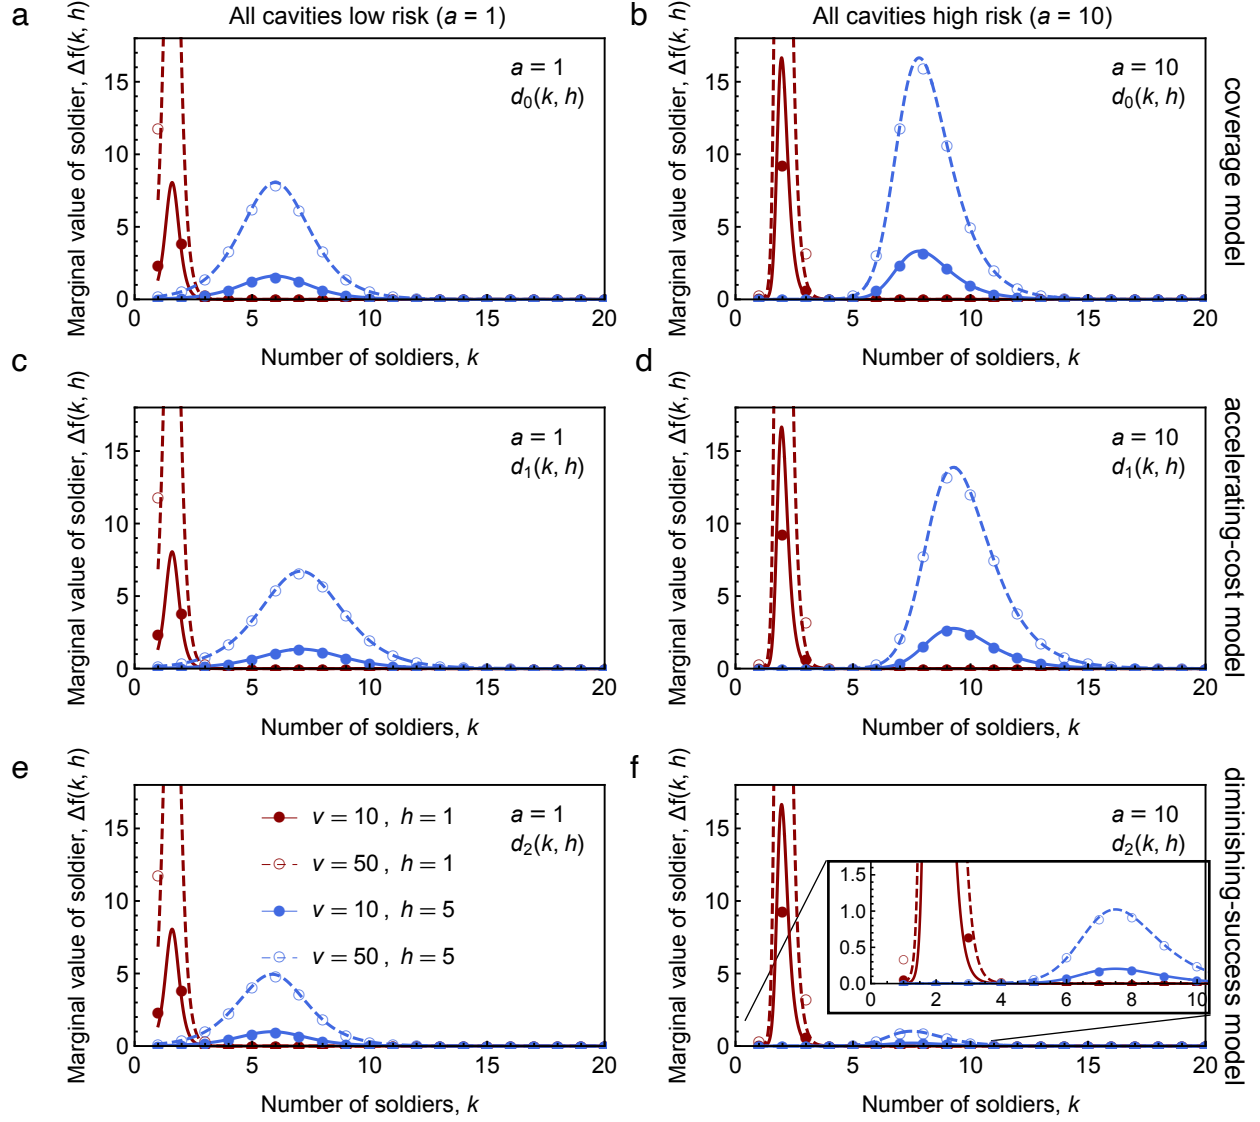 a
All cavities low risk (a = 1)
b
All cavities high risk (a = 10)
Marginal value of soldier, Δf(k, h)
15
10
5
0
a = 1
d₀(k, h)
0 5 10 15 20
Number of soldiers, k
Marginal value of soldier, Δf(k, h)
15
10
5
0
a = 10
d₀(k, h)
0 5 10 15 20
Number of soldiers, k
coverage model
c
d
Marginal value of soldier, Δf(k, h)
15
10
5
0
a = 1
d₁(k, h)
0 5 10 15 20
Number of soldiers, k
Marginal value of soldier, Δf(k, h)
15
10
5
0
a = 10
d₁(k, h)
0 5 10 15 20
Number of soldiers, k
accelerating-cost model
e
f
Marginal value of soldier, Δf(k, h)
15
10
5
0
a = 1
d₂(k, h)
v = 10 , h = 1
v = 50 , h = 1
v = 10 , h = 5
v = 50 , h = 5
0 5 10 15 20
Number of soldiers, k
Marginal value of soldier, Δf(k, h)
15
10
5
0
a = 10
d₂(k, h)
1.5
1.0
0.5
0.0
0 2 4 6 8 10
0 5 10 15 20
Number of soldiers, k
diminishing-success model